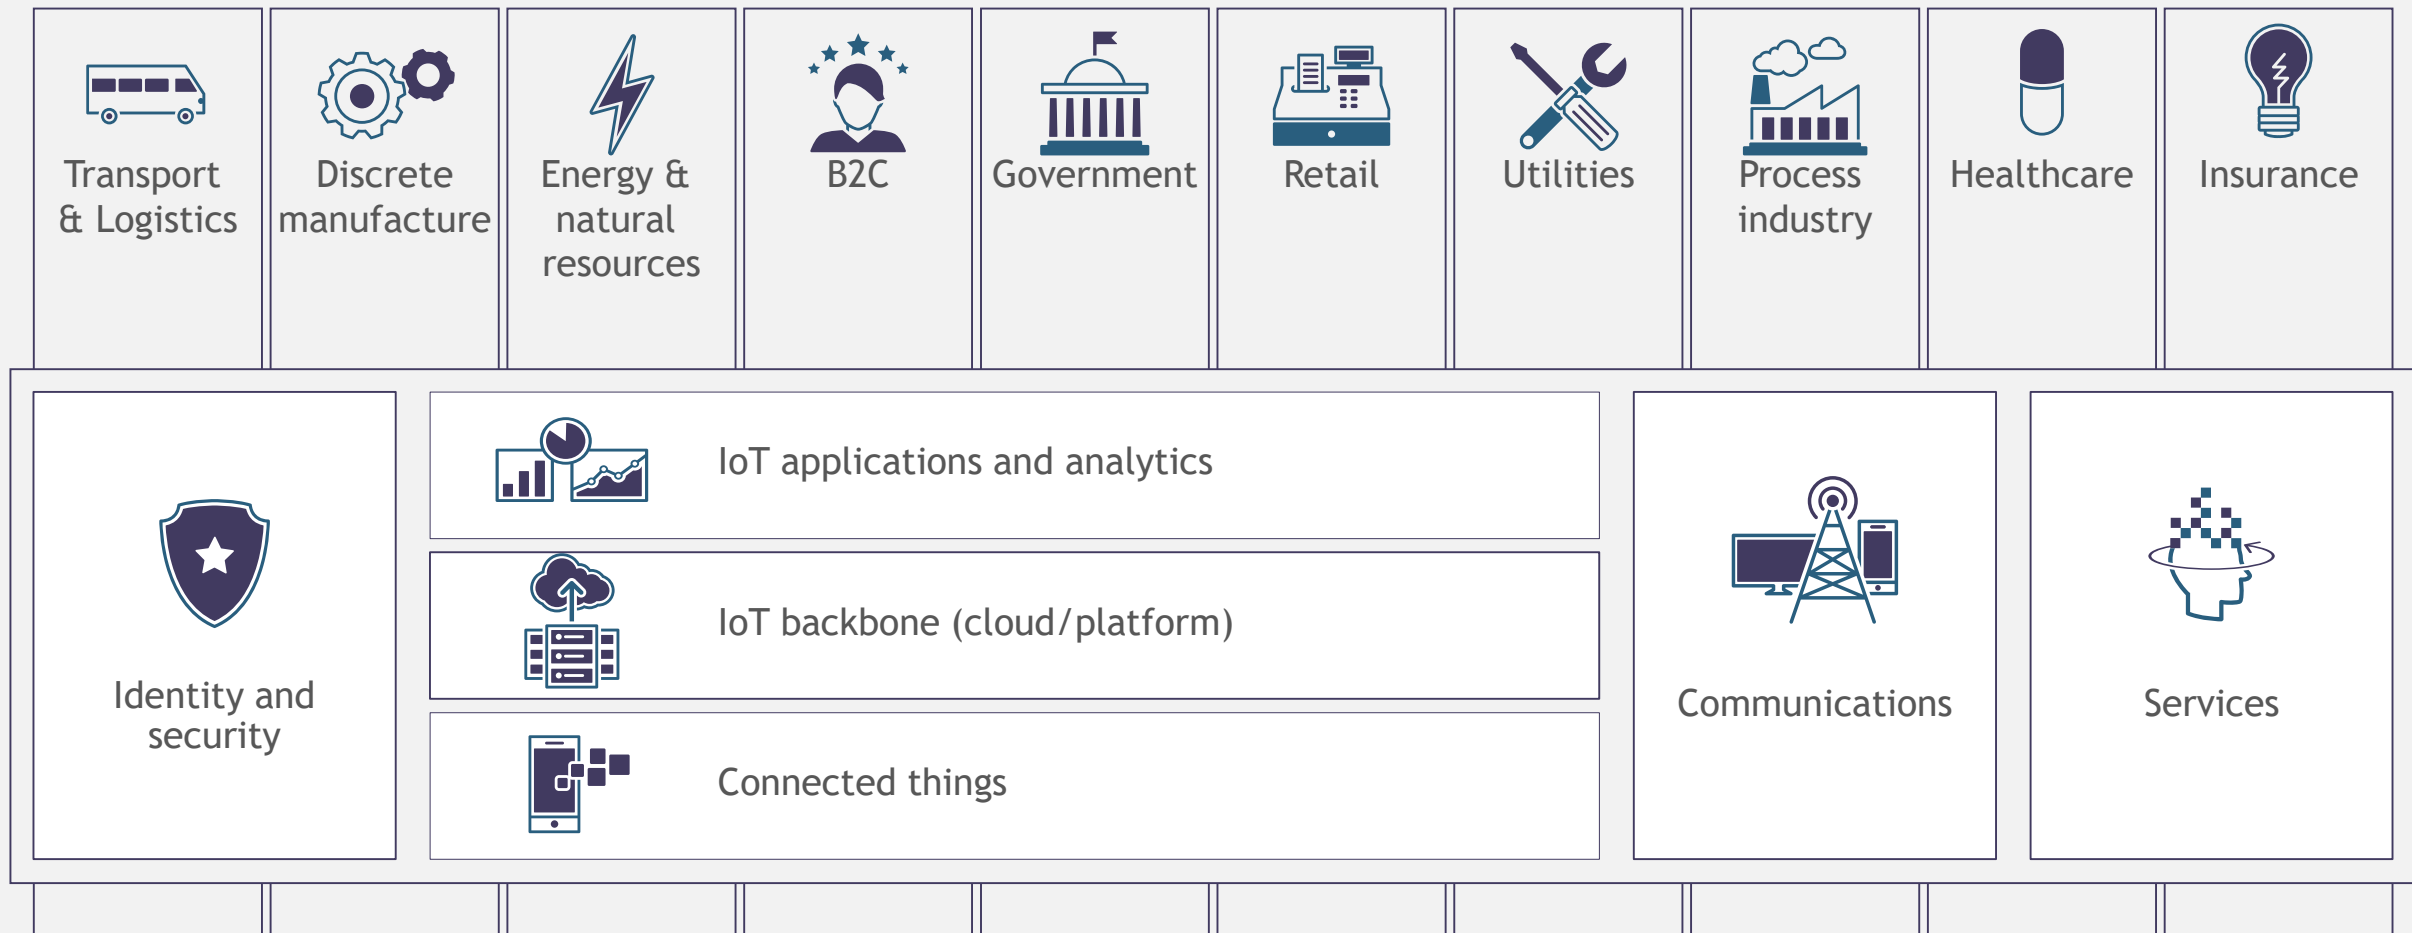 Transport
& Logistics
Discrete
manufacture
Energy &
natural
resources
B2C
Government
Retail
Utilities
Process
industry
Healthcare
Insurance
Identity and
security
IoT applications and analytics
IoT backbone (cloud/platform)
Connected things
Communications
Services